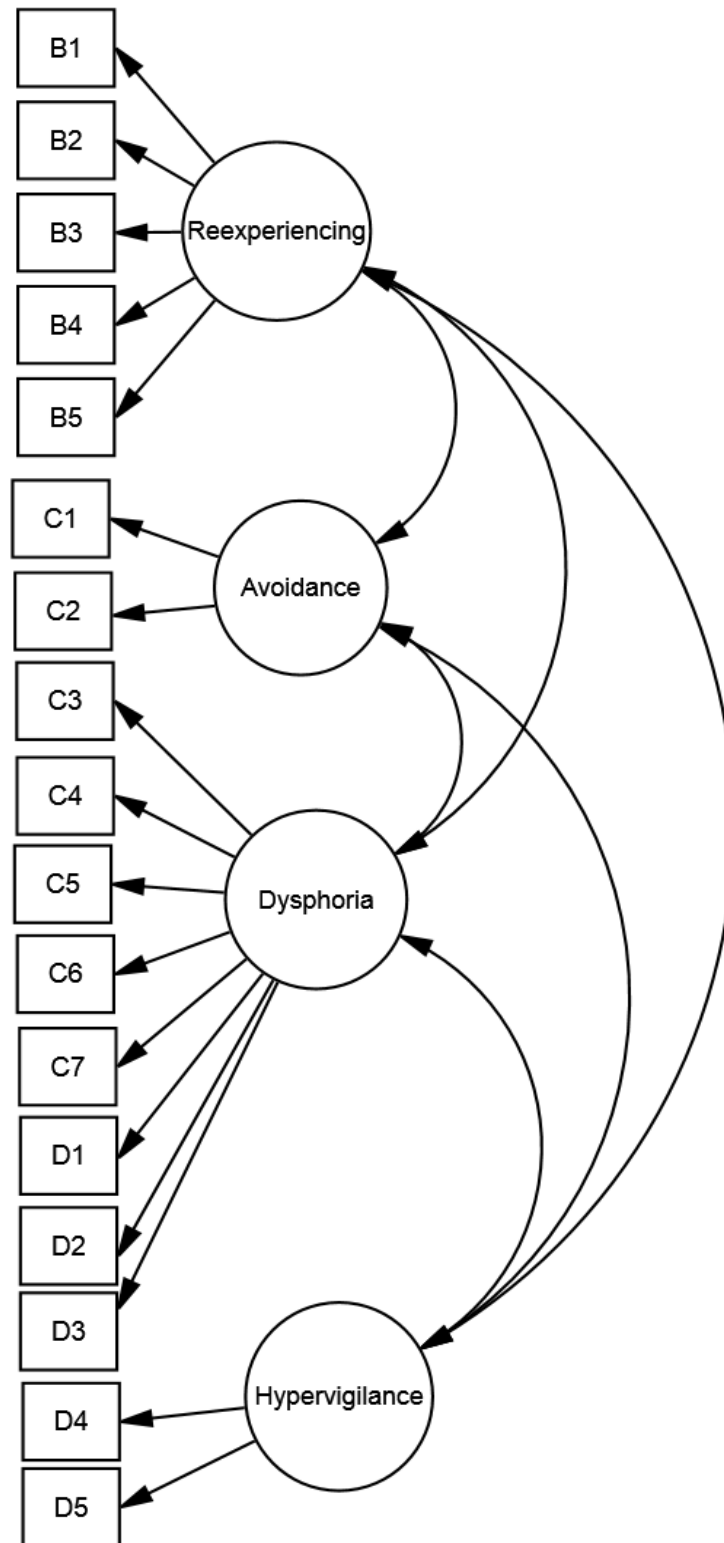 B1
B2
B3
B4
B5
Reexperiencing
C1
C2
Avoidance
C3
C4
C5
C6
C7
D1
D2
D3
Dysphoria
D4
D5
Hypervigilance